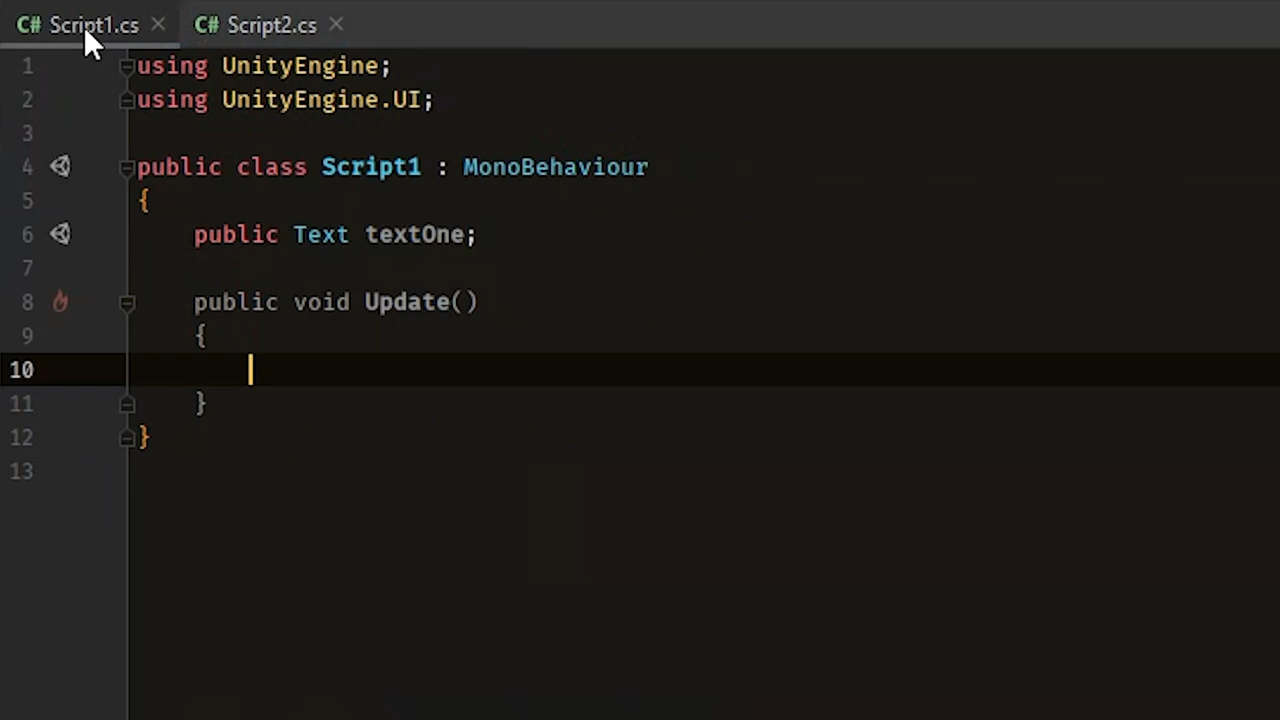 C# Script1.cs × C# Script2.cs ×
1 using UnityEngine;
2 using UnityEngine.UI;
3
4 public class Script1 : MonoBehaviour
5 {
6     public Text textOne;
7
8     public void Update()
9     {
10
11     }
12 }
13